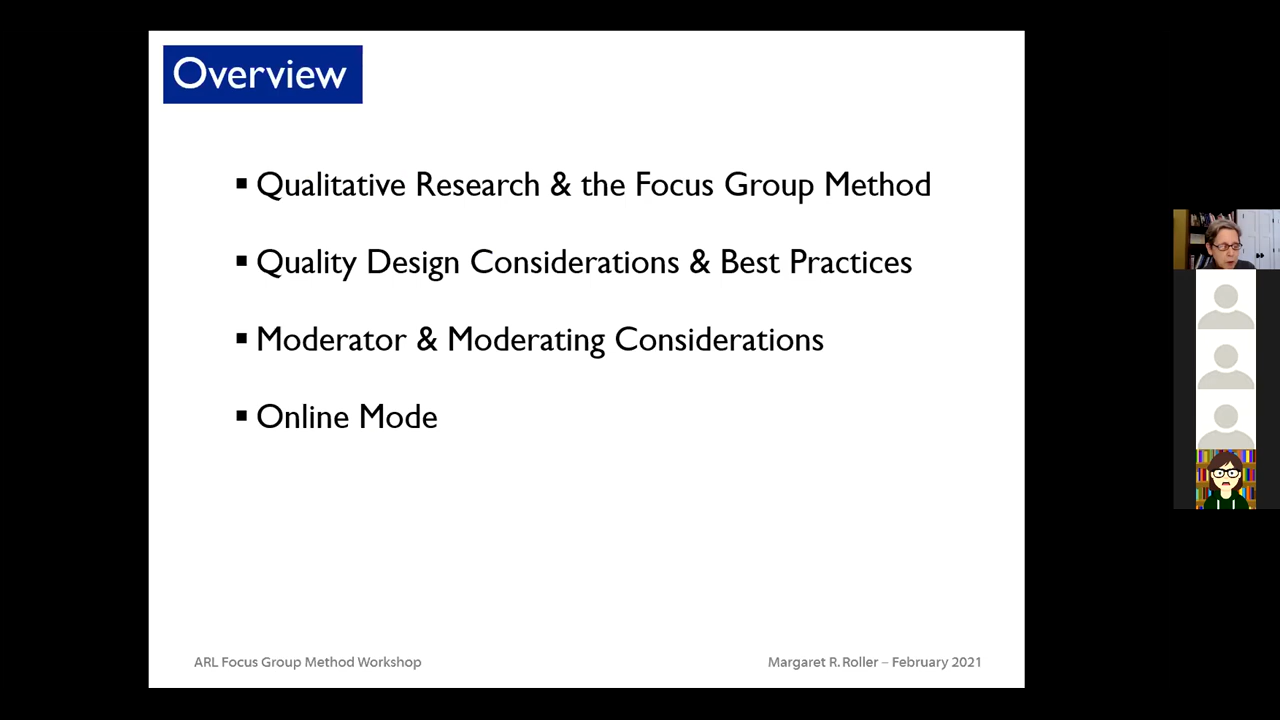 Overview
▪ Qualitative Research & the Focus Group Method
▪ Quality Design Considerations & Best Practices
▪ Moderator & Moderating Considerations
▪ Online Mode
ARL Focus Group Method Workshop
Margaret R. Roller – February 2021